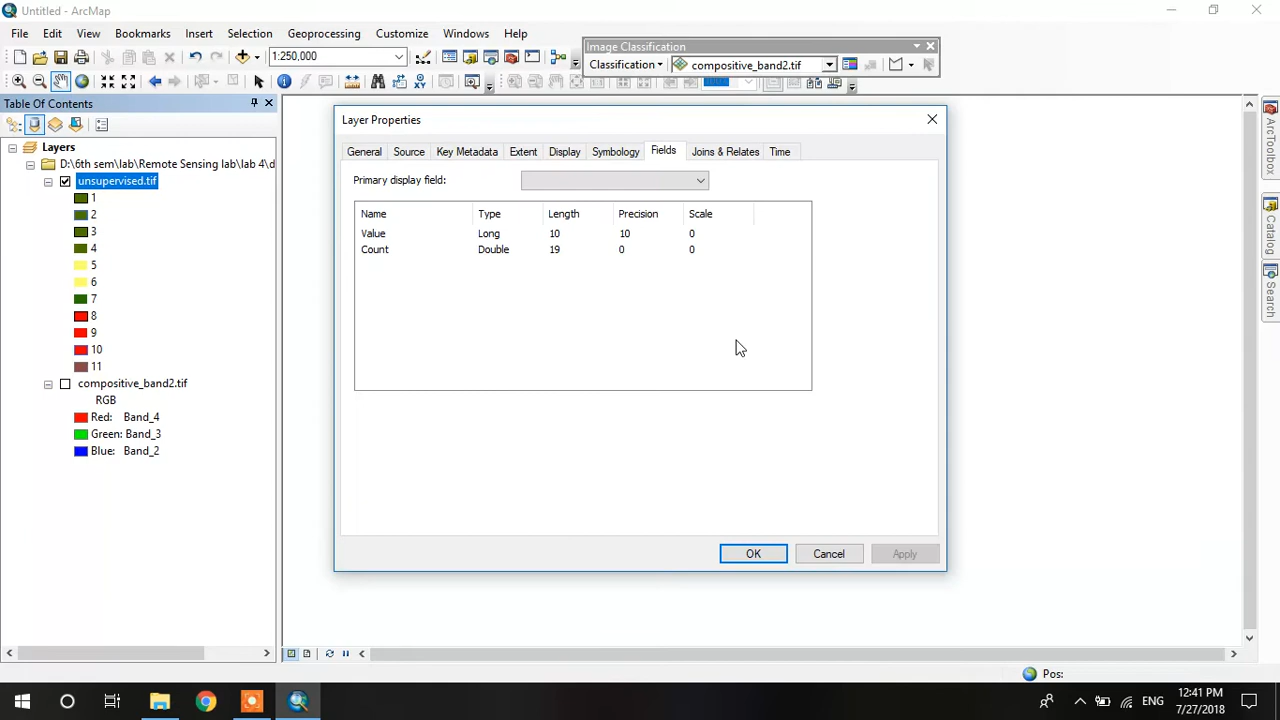 Untitled - ArcMap
File Edit View Bookmarks Insert Selection Geoprocessing Customize Windows Help
1:250,000
Image Classification
Classification compositive_band2.tif
Table Of Contents
Layers
D:\6th sem\lab\Remote Sensing lab\lab 4\d
unsupervised.tif
1
2
3
4
5
6
7
8
9
10
11
compositive_band2.tif
RGB
Red: Band_4
Green: Band_3
Blue: Band_2
Layer Properties
General Source Key Metadata Extent Display Symbology Fields Joins & Relates Time
Primary display field:
Name Type Length Precision Scale
Value Long 10 10 0
Count Double 19 0 0
OK Cancel Apply
ArcToolbox
Catalog
Search
Pos:
ENG
12:41 PM
7/27/2018